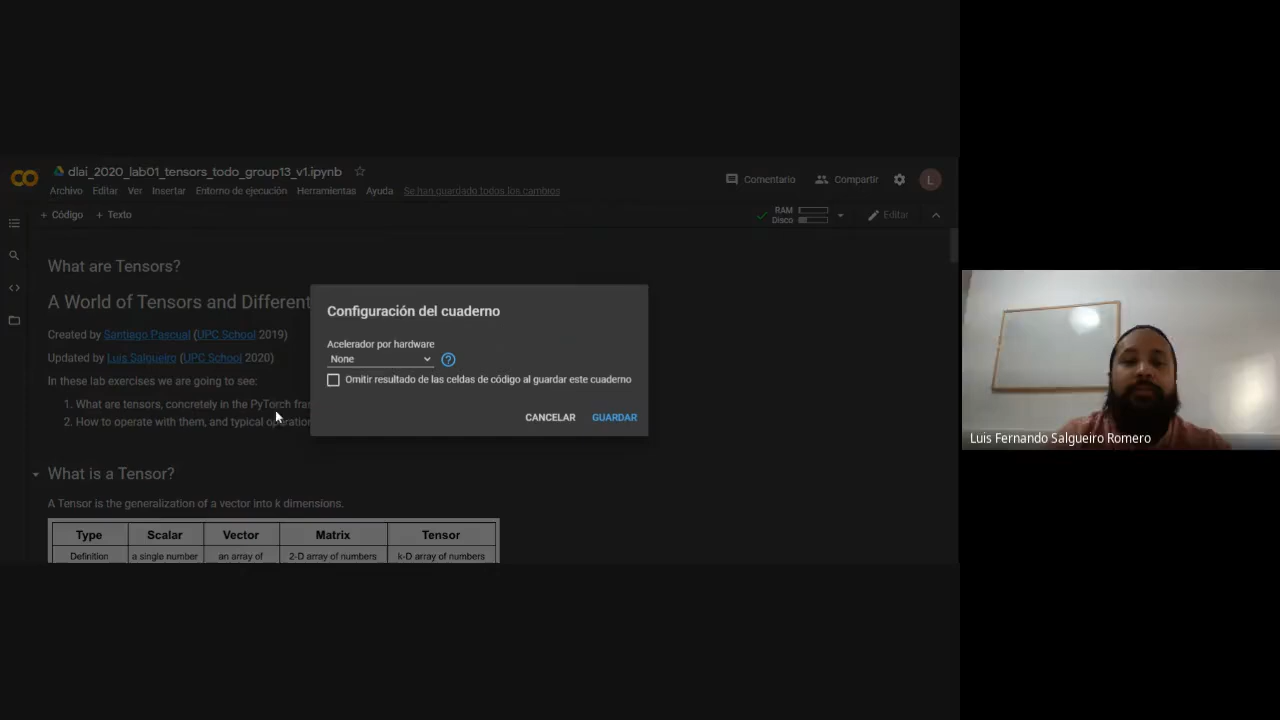 dlai_2020_lab01_tensors_todo_group13_v1.ipynb
Archivo Editar Ver Insertar Entorno de ejecución Herramientas Ayuda Se han guardado todos los cambios
Comentario Compartir L
+ Código + Texto
RAM
Disco
Editar
What are Tensors?
A World of Tensors and Different
Created by Santiago Pascual (UPC School 2019)
Updated by Luis Salgueiro (UPC School 2020)
In these lab exercises we are going to see:
1. What are tensors, concretely in the PyTorch fra
2. How to operate with them, and typical operation
Configuración del cuaderno
Acelerador por hardware
None
?
Omitir resultado de las celdas de código al guardar este cuaderno
CANCELAR GUARDAR
What is a Tensor?
A Tensor is the generalization of a vector into k dimensions.
Type Scalar Vector Matrix Tensor
Definition a single number an array of 2-D array of numbers k-D array of numbers
Luis Fernando Salgueiro Romero